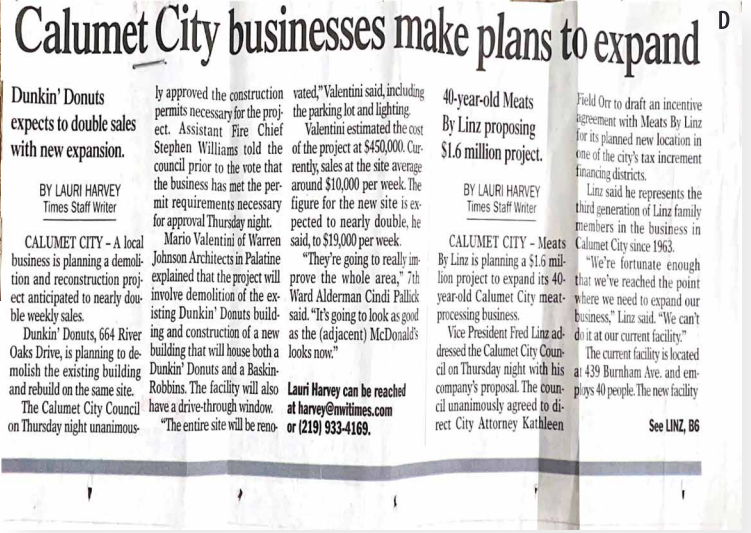 Calumet City businesses make plans to expand
D
Dunkin' Donuts
expects to double sales
with new expansion.
BY LAURI HARVEY
Times Staff Writer
CALUMET CITY – A local
business is planning a demoli-
tion and reconstruction proj-
ect anticipated to nearly dou-
ble weekly sales.
Dunkin' Donuts, 664 River
Oaks Drive, is planning to de-
molish the existing building
and rebuild on the same site.
The Calumet City Council
on Thursday night unanimous-
ly approved the construction
permits necessary for the proj-
ect. Assistant Fire Chief
Stephen Williams told the
council prior to the vote that
the business has met the per-
mit requirements necessary
for approval Thursday night.
Mario Valentini of Warren
Johnson Architects in Palatine
explained that the project will
involve demolition of the ex-
isting Dunkin' Donuts build-
ing and construction of a new
building that will house both a
Dunkin' Donuts and a Baskin-
Robbins. The facility will also
have a drive-through window.
"The entire site will be reno-
vated," Valentini said, including
the parking lot and lighting.
Valentini estimated the cost
of the project at $450,000. Cur-
rently, sales at the site average
around $10,000 per week. The
figure for the new site is ex-
pected to nearly double, he
said, to $19,000 per week.
"They're going to really im-
prove the whole area," 7th
Ward Alderman Cindi Pallick
said. "It's going to look as good
as the (adjacent) McDonald's
looks now."
Lauri Harvey can be reached
at harvey@nwitimes.com
or (219) 933-4169.
40-year-old Meats
By Linz proposing
$1.6 million project.
BY LAURI HARVEY
Times Staff Writer
CALUMET CITY – Meats
By Linz is planning a $1.6 mil-
lion project to expand its 40-
year-old Calumet City meat-
processing business.
Vice President Fred Linz ad-
dressed the Calumet City Coun-
cil on Thursday night with his
company's proposal. The coun-
cil unanimously agreed to di-
rect City Attorney Kathleen
Field Orr to draft an incentive
agreement with Meats By Linz
for its planned new location in
one of the city's tax increment
financing districts.
Linz said he represents the
third generation of Linz family
members in the business in
Calumet City since 1963.
"We're fortunate enough
that we've reached the point
where we need to expand our
business," Linz said. "We can't
do it at our current facility."
The current facility is located
at 439 Burnham Ave. and em-
ploys 40 people. The new facility
See LINZ, B6